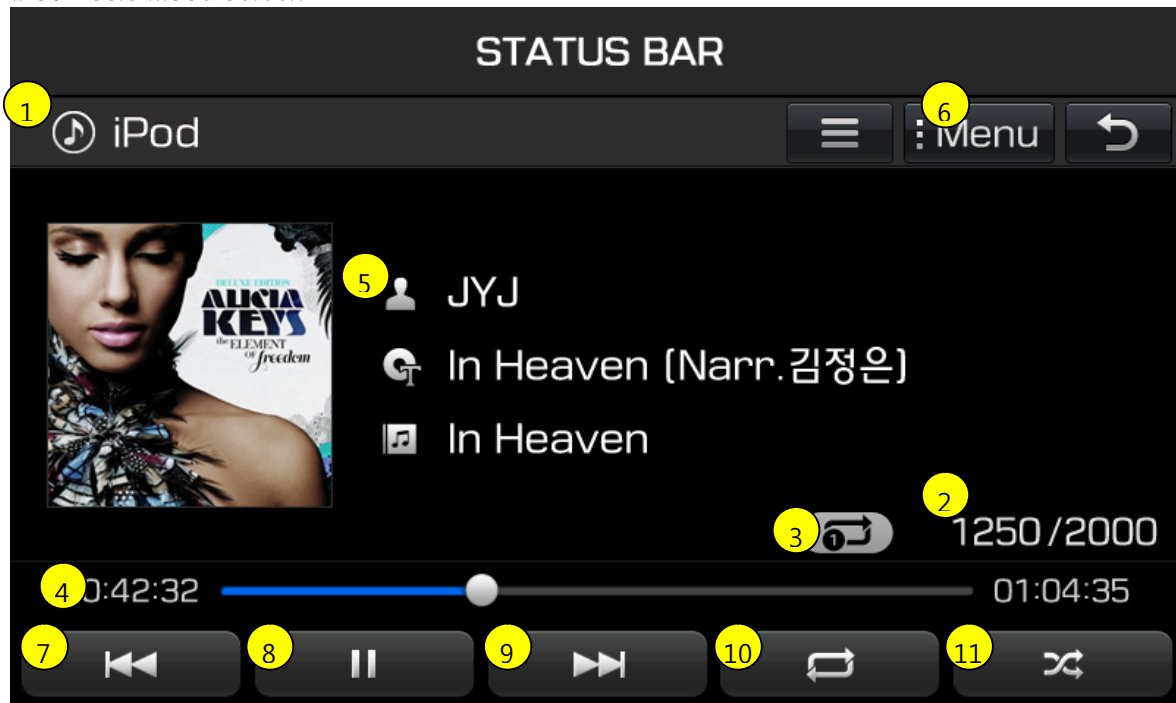 STATUS BAR
1
iPod
6
Menu
DELUXE EDITION
ALICIA
KEYS
the ELEMENT
OF freedom
5
JYJ
In Heaven (Narr.김정은)
In Heaven
3
1
2
1250/2000
4
0:42:32
01:04:35
7
8
9
10
11